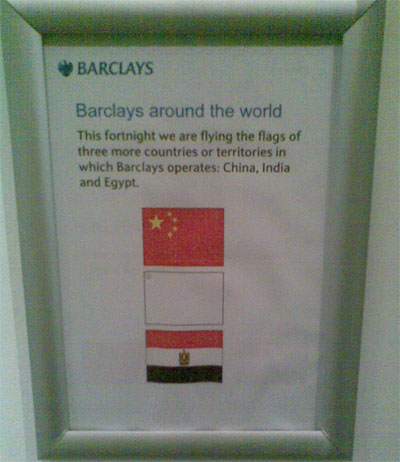 BARCLAYS
Barclays around the world
This fortnight we are flying the flags of
three more countries or territories in
which Barclays operates: China, India
and Egypt.